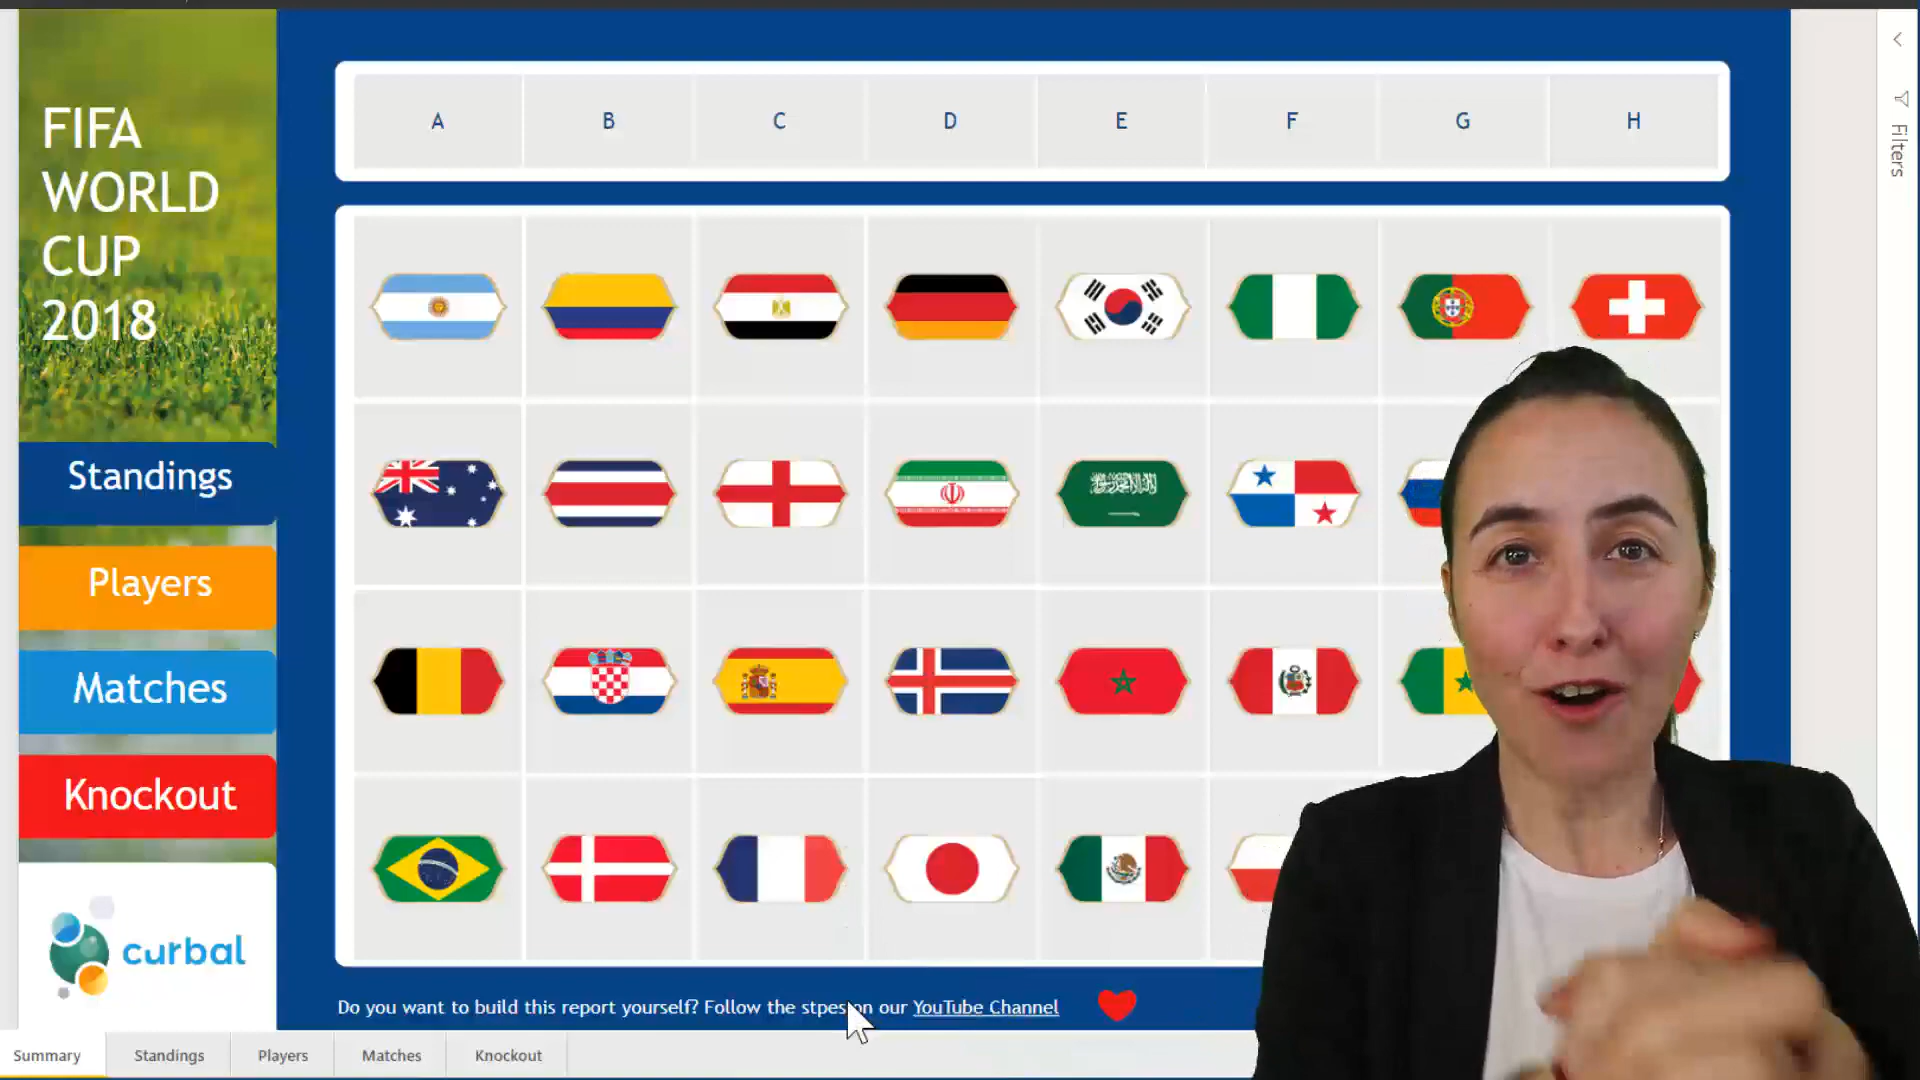 FIFA
WORLD
CUP
2018
A B C D E F G H
Filters
Standings
Players
Matches
Knockout
curbal
Do you want to build this report yourself? Follow the stpes on our YouTube Channel
Summary Standings Players Matches Knockout